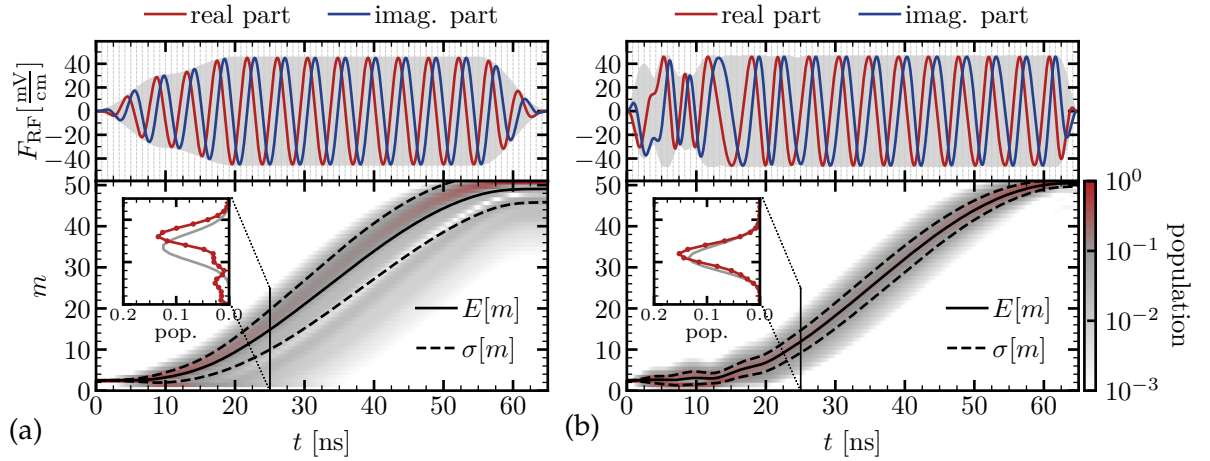 real part imag. part
real part imag. part
F_RF [mV/cm]
40
20
0
−20
−40
40
20
0
−20
−40
m
50
40
30
20
10
0
0.2 0.1 0.0
pop.
E[m]
σ[m]
0 10 20 30 40 50 60
t [ns]
(a)
50
40
30
20
10
0
0.2 0.1 0.0
pop.
E[m]
σ[m]
0 10 20 30 40 50 60
t [ns]
(b)
10⁰
10⁻¹
10⁻²
10⁻³
population